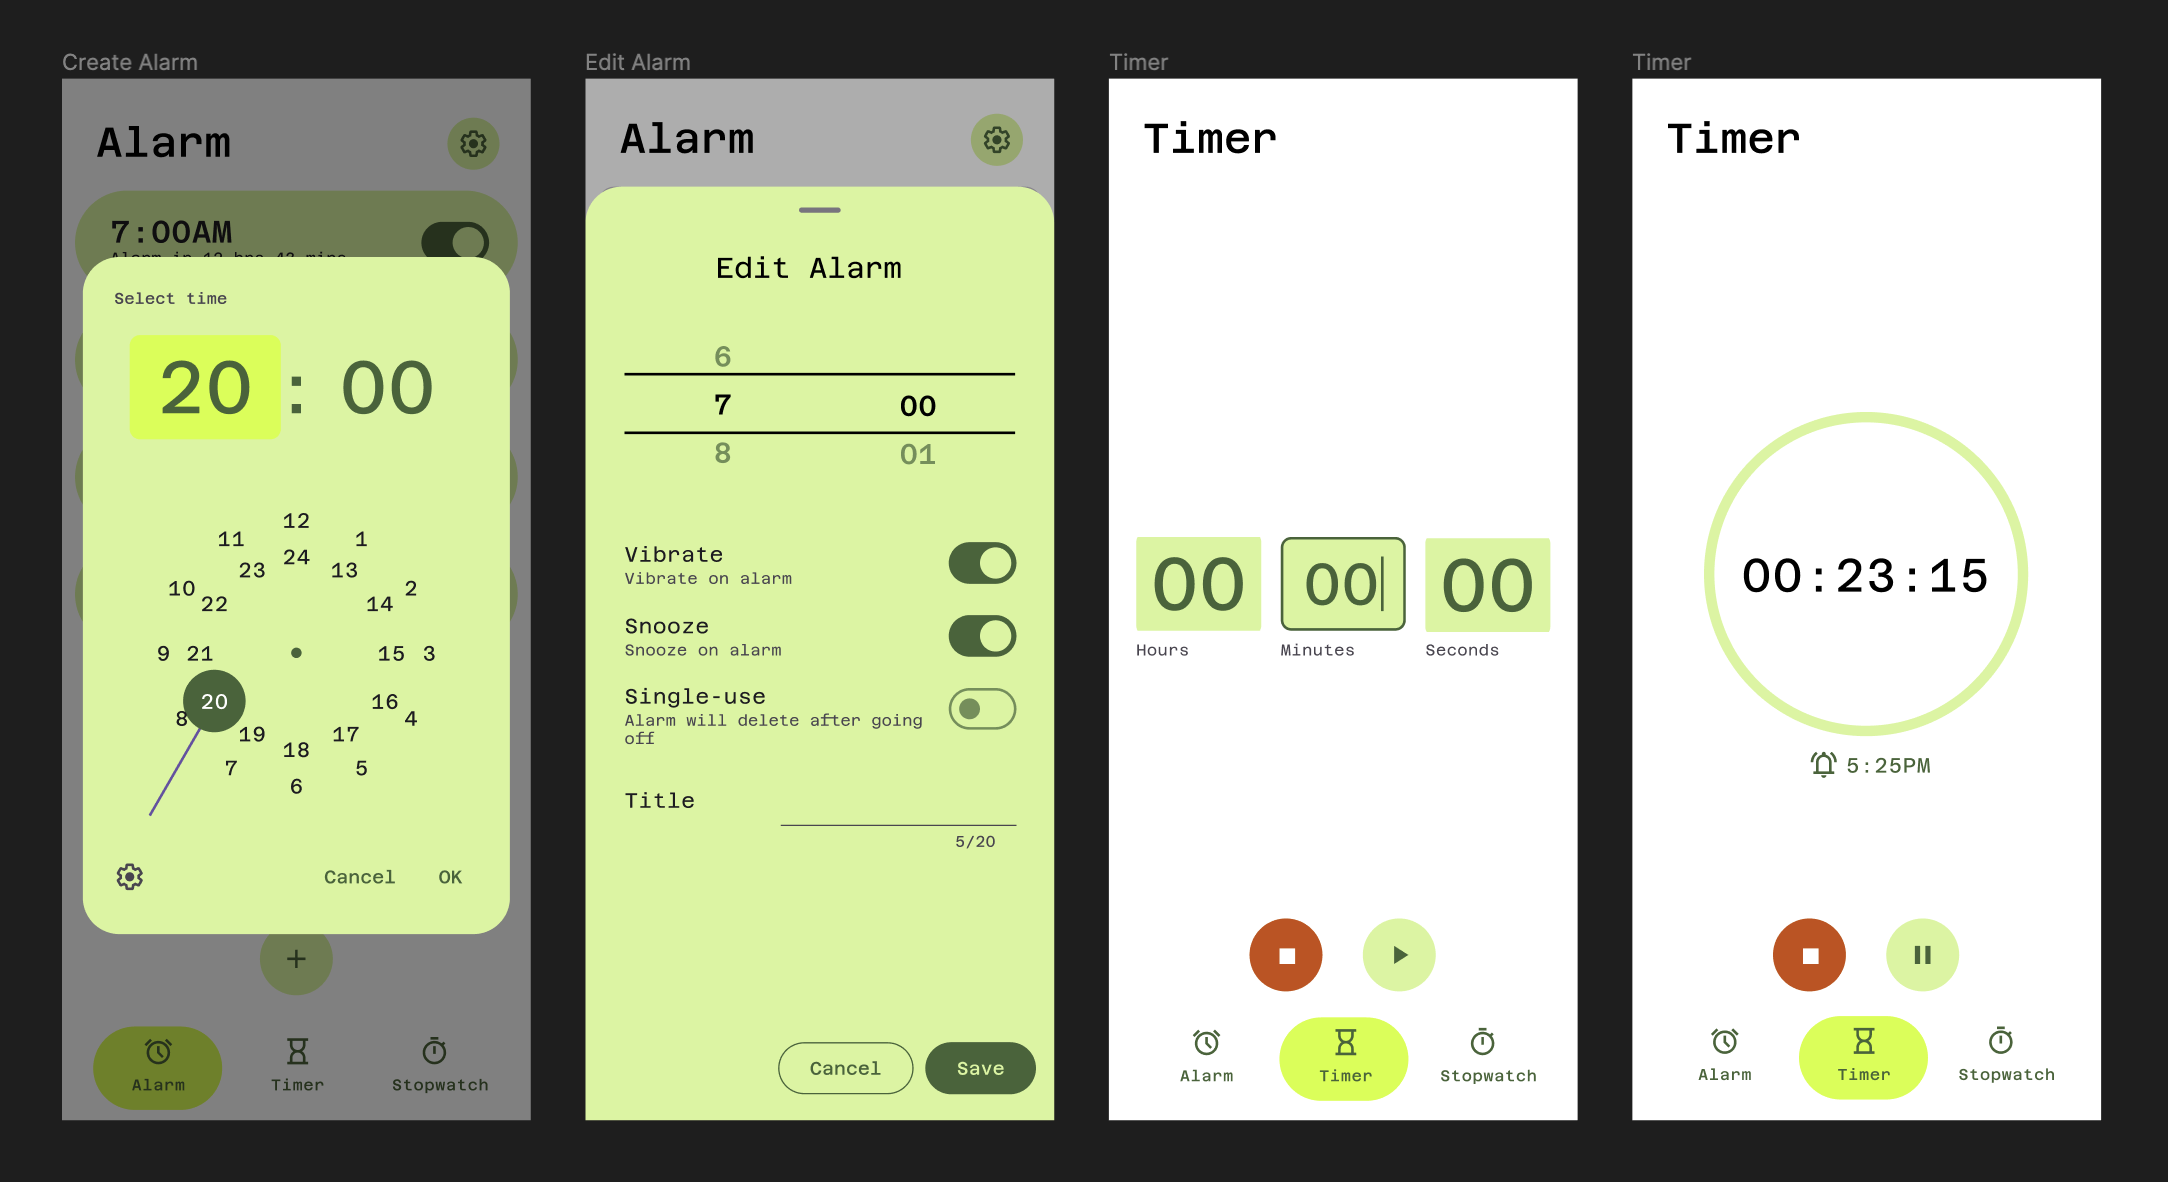 Create Alarm
Alarm
7:00AM
Alarm in 12 hrs 43 mins
Select time
20 : 00
12
11
1
24
23
13
10
2
22
14
9
21
15
3
20
16
8
4
19
17
18
7
5
6
Cancel
OK
+
Alarm
Timer
Stopwatch
Edit Alarm
Alarm
Edit Alarm
6
7
00
8
01
Vibrate
Vibrate on alarm
Snooze
Snooze on alarm
Single-use
Alarm will delete after going
off
Title
5/20
Cancel
Save
Timer
Timer
00
00
00
Hours
Minutes
Seconds
Alarm
Timer
Stopwatch
Timer
Timer
00:23:15
5:25PM
Alarm
Timer
Stopwatch